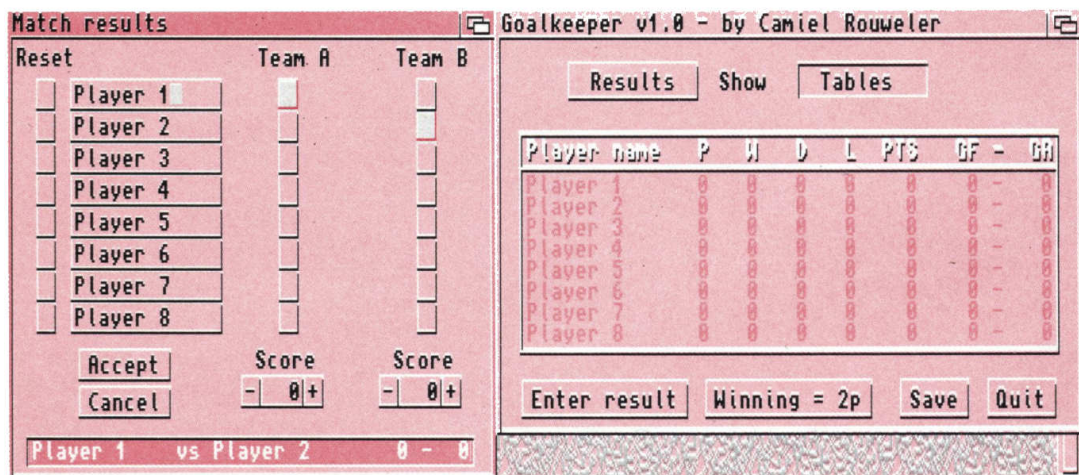 Match results
Reset Team A Team B
Player 1
Player 2
Player 3
Player 4
Player 5
Player 6
Player 7
Player 8
Accept Score Score
- 0 + - 0 +
Cancel
Player 1 vs Player 2 0 - 0
Goalkeeper v1.0 - by Camiel Rouweler
Results Show Tables
Player name P W D L PTS GF - GA
Player 1 0 0 0 0 0 0 - 0
Player 2 0 0 0 0 0 0 - 0
Player 3 0 0 0 0 0 0 - 0
Player 4 0 0 0 0 0 0 - 0
Player 5 0 0 0 0 0 0 - 0
Player 6 0 0 0 0 0 0 - 0
Player 7 0 0 0 0 0 0 - 0
Player 8 0 0 0 0 0 0 - 0
Enter result Winning = 2p Save Quit